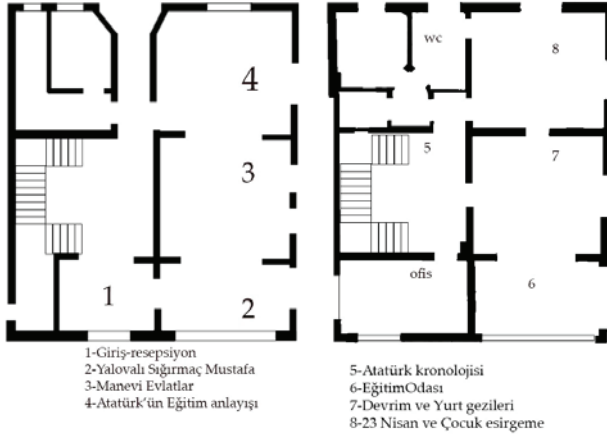 4
3
1
2
1-Giriş-resepsiyon
2-Yalovalı Sığırmaç Mustafa
3-Manevi Evlatlar
4-Atatürk'ün Eğitim anlayışı
wc
8
5
7
ofis
6
5-Atatürk kronolojisi
6-EğitimOdası
7-Devrim ve Yurt gezileri
8-23 Nisan ve Çocuk esirgeme